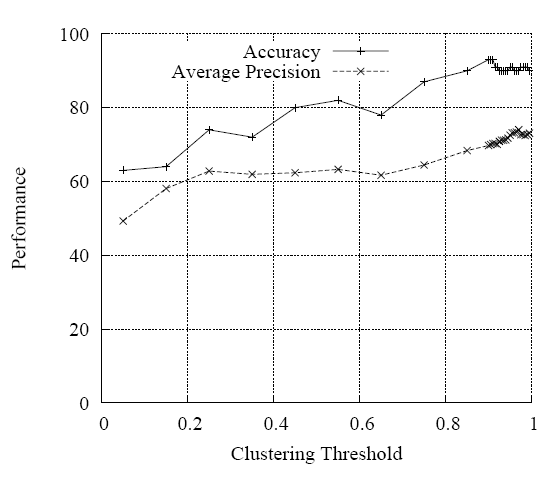 100
80
60
40
20
0
Performance
Accuracy
Average Precision
0 0.2 0.4 0.6 0.8 1
Clustering Threshold